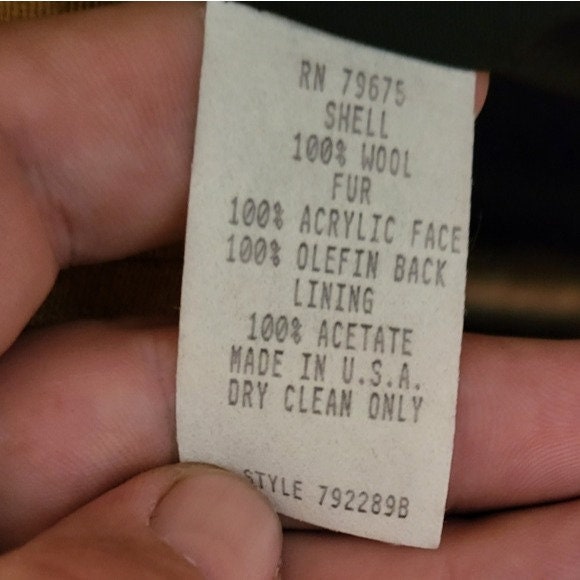 RN 79675
SHELL
100% WOOL
FUR
100% ACRYLIC FACE
100% OLEFIN BACK
LINING
100% ACETATE
MADE IN U.S.A.
DRY CLEAN ONLY
STYLE 792289B